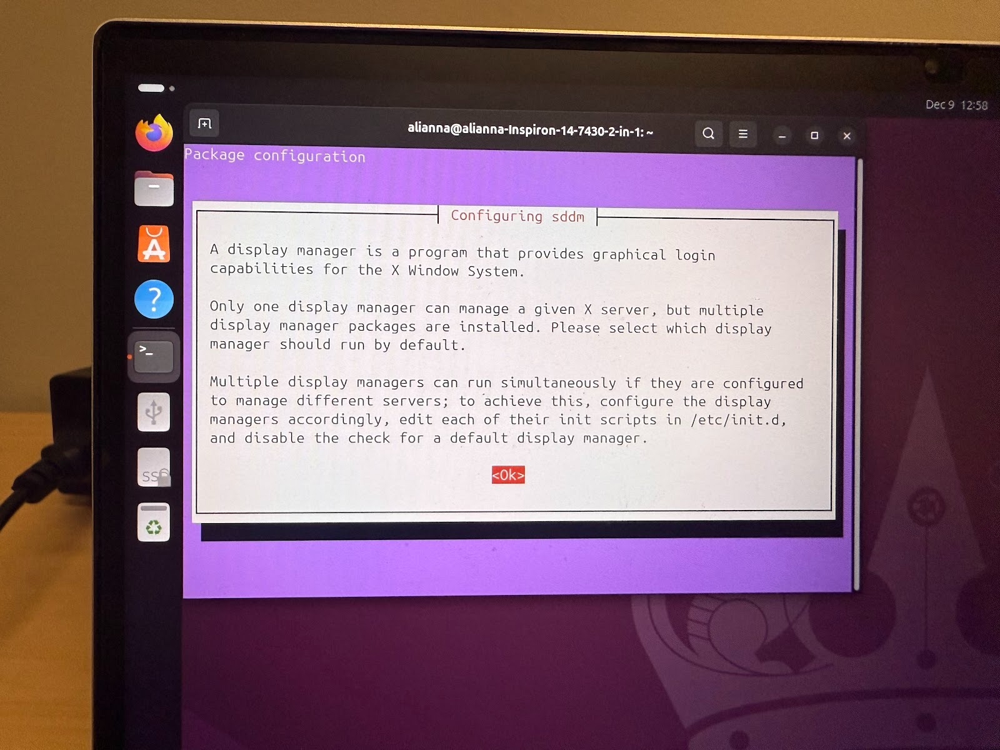 Dec 9 12:58
alianna@alianna-Inspiron-14-7430-2-in-1: ~
Package configuration
Configuring sddm
A display manager is a program that provides graphical login
capabilities for the X Window System.
Only one display manager can manage a given X server, but multiple
display manager packages are installed. Please select which display
manager should run by default.
Multiple display managers can run simultaneously if they are configured
to manage different servers; to achieve this, configure the display
managers accordingly, edit each of their init scripts in /etc/init.d,
and disable the check for a default display manager.
<Ok>